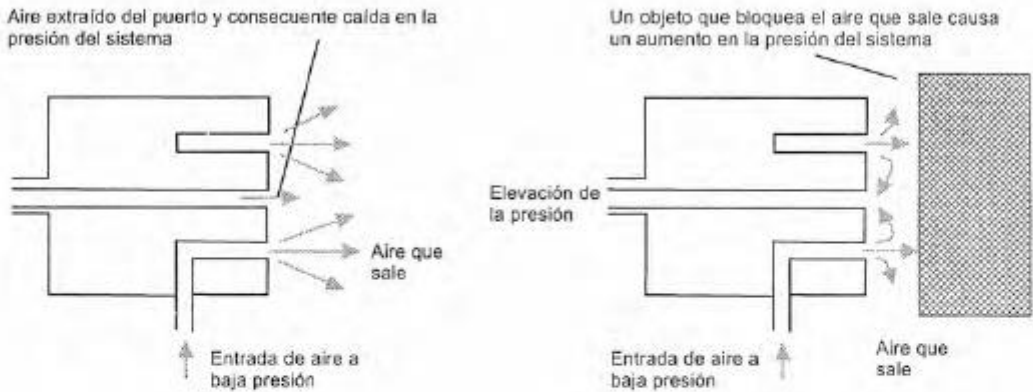 Aire extraído del puerto y consecuente caída en la
presión del sistema
Aire que
sale
Entrada de aire a
baja presión
Un objeto que bloquea el aire que sale causa
un aumento en la presión del sistema
Elevación de
la presión
Entrada de aire a
baja presión
Aire que
sale